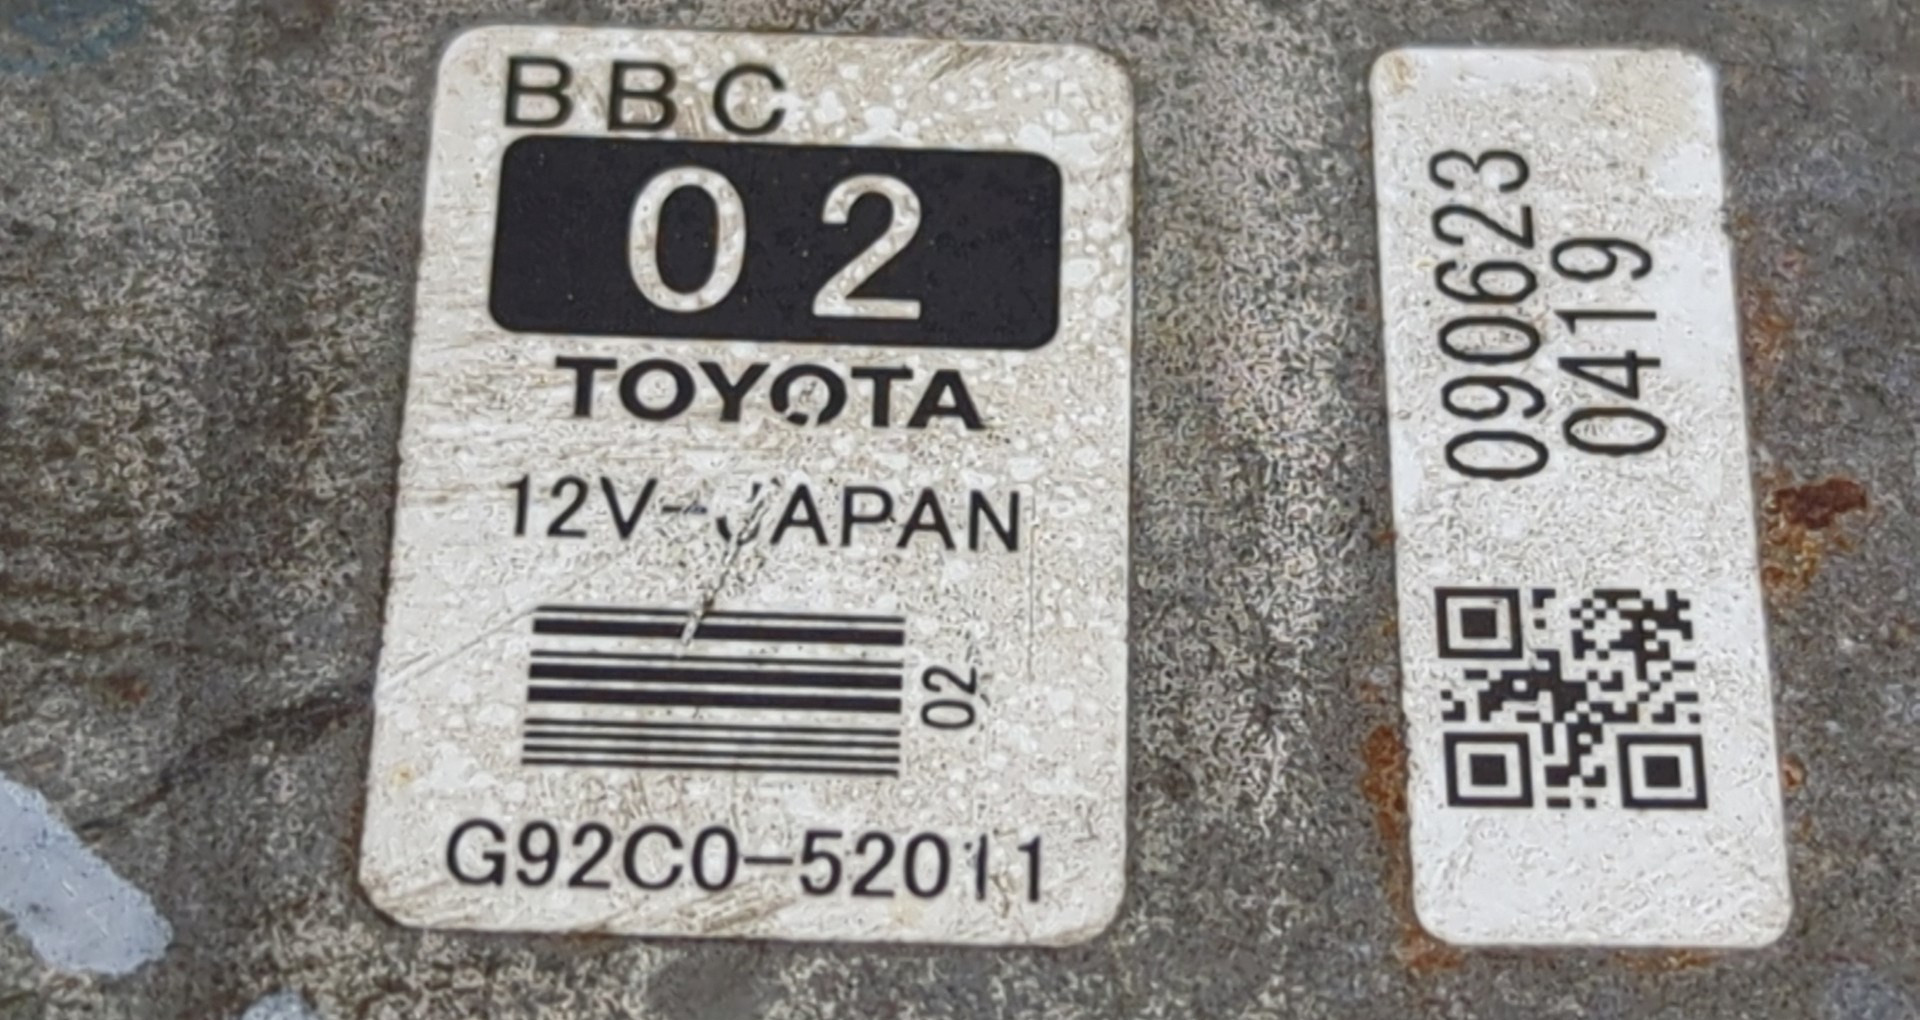 BBC
02
TOYOTA
12V-JAPAN
02
G92C0-52011
090623
0419